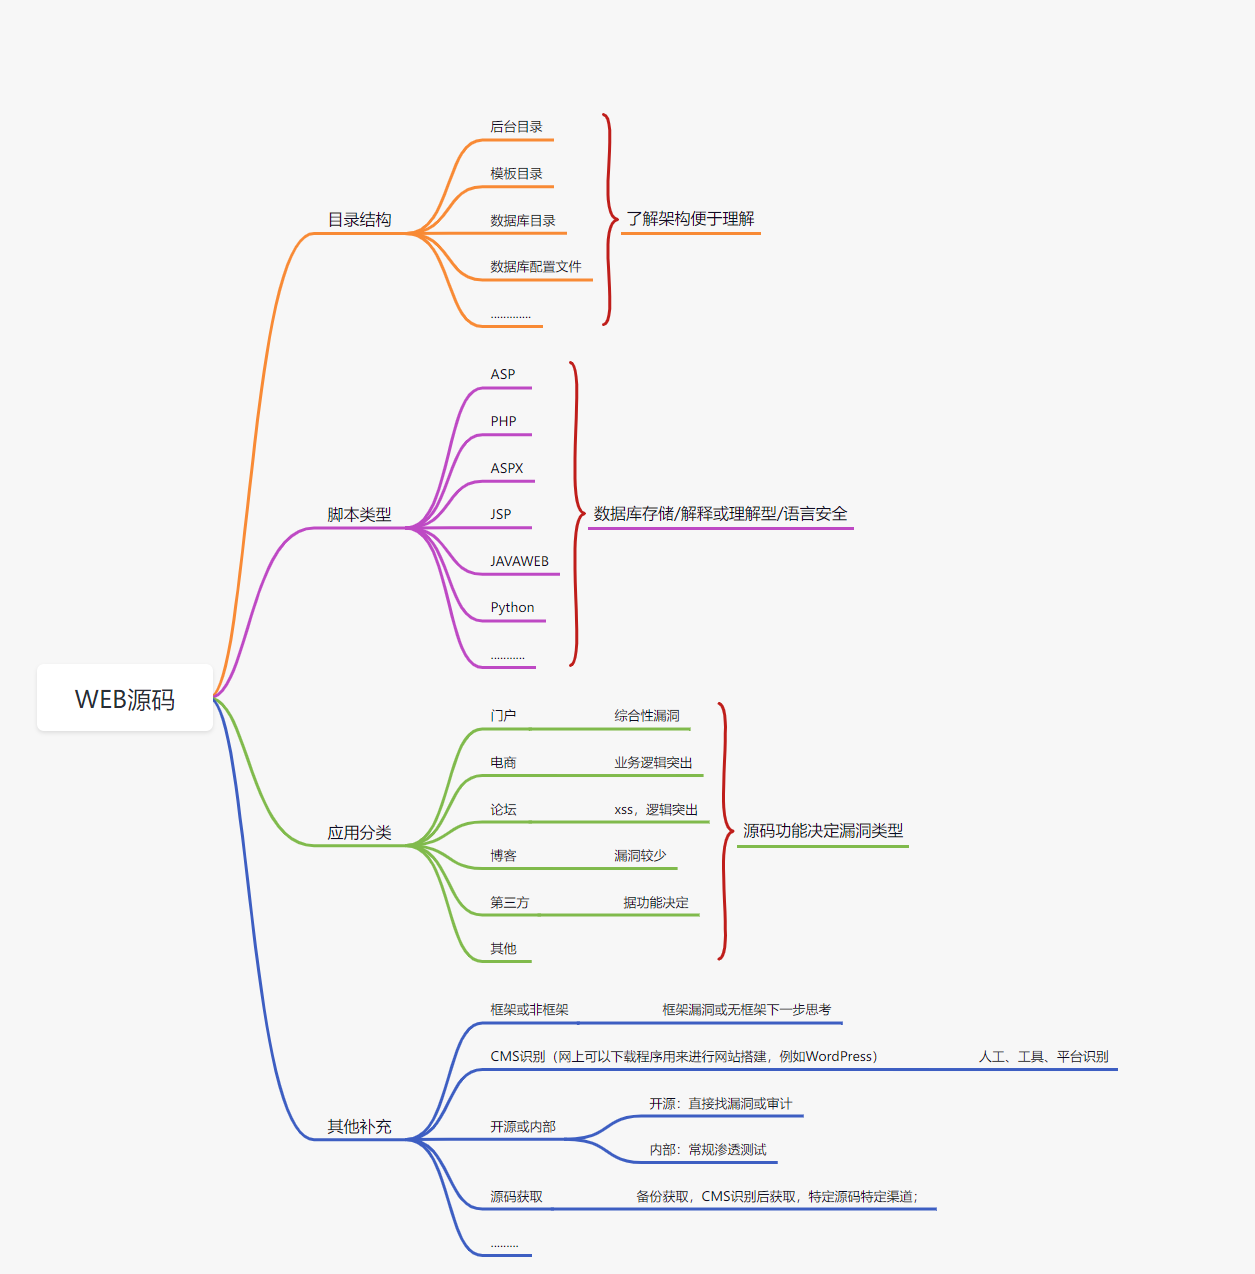 WEB源码
目录结构
后台目录
模板目录
数据库目录
数据库配置文件
.............
了解架构便于理解
脚本类型
ASP
PHP
ASPX
JSP
JAVAWEB
Python
...........
数据库存储/解释或理解型/语言安全
应用分类
门户 综合性漏洞
电商 业务逻辑突出
论坛 xss，逻辑突出
博客 漏洞较少
第三方 据功能决定
其他
源码功能决定漏洞类型
其他补充
框架或非框架 框架漏洞或无框架下一步思考
CMS识别（网上可以下载程序用来进行网站搭建，例如WordPress） 人工、工具、平台识别
开源或内部
开源：直接找漏洞或审计
内部：常规渗透测试
源码获取 备份获取，CMS识别后获取，特定源码特定渠道；
.........